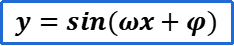 y = sin(ωx + φ)